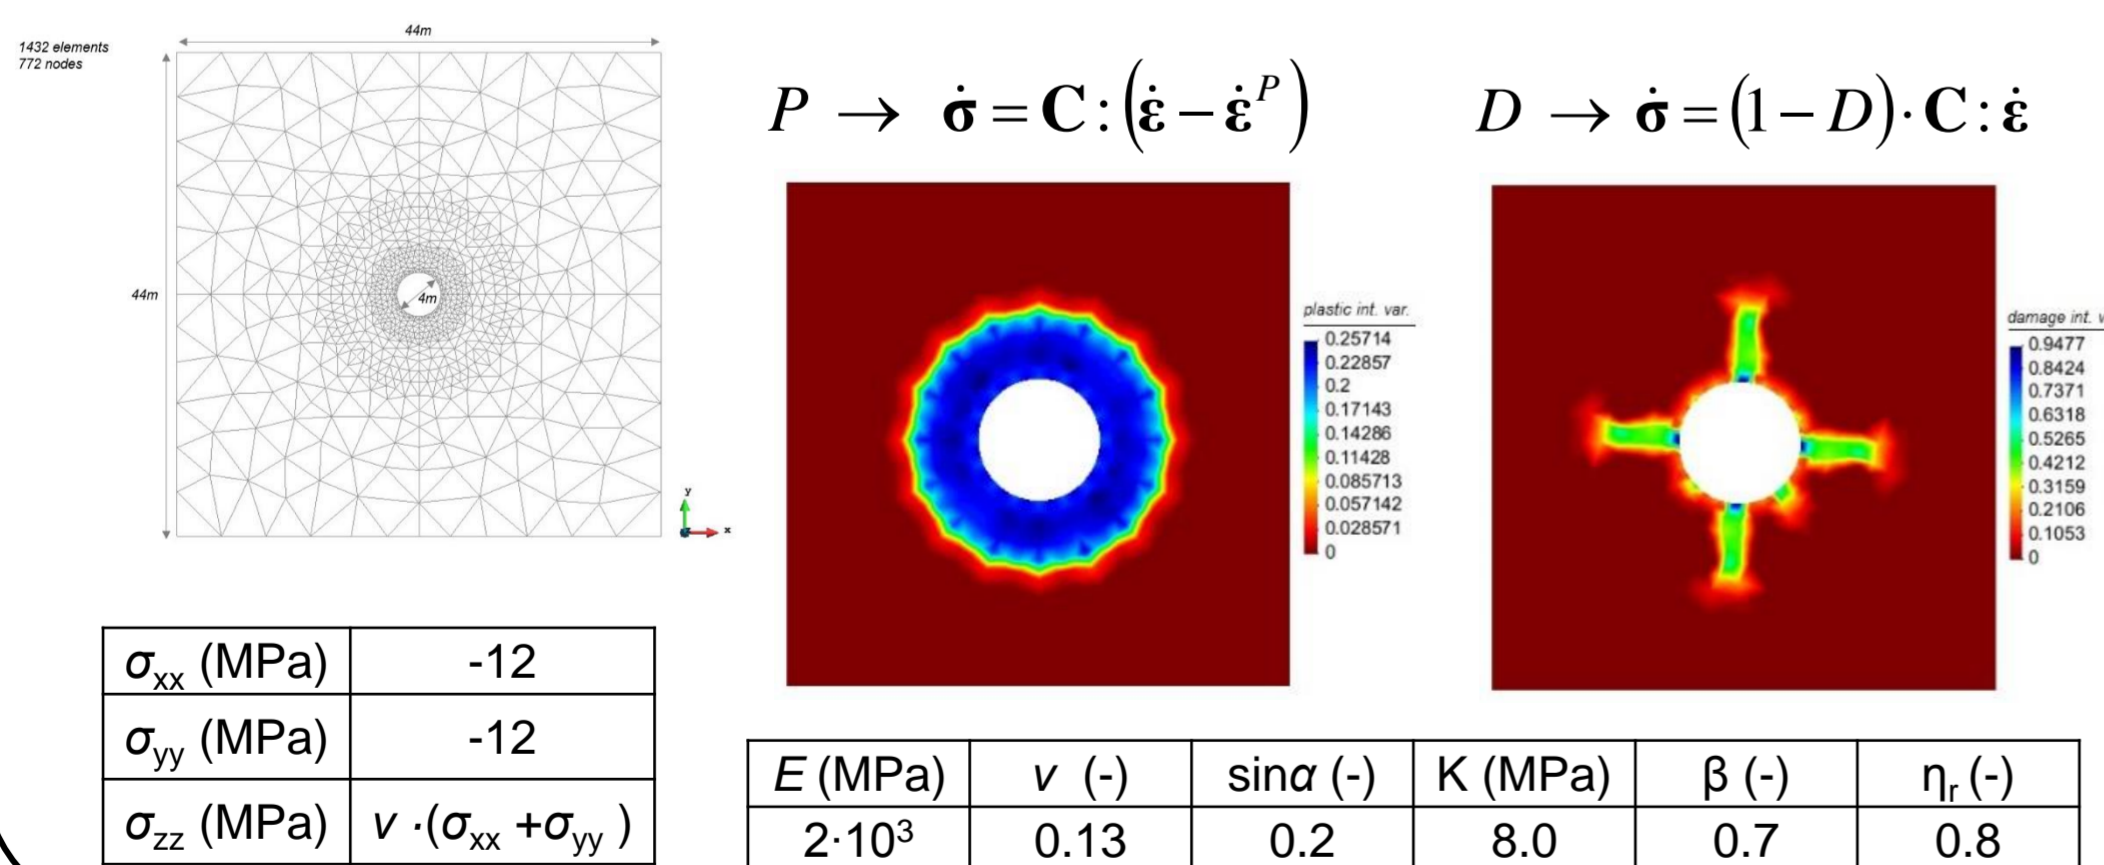 1432 elements
772 nodes
44m
44m
4m
y
x
P → σ̇ = C : (ε̇ − ε̇^P)
D → σ̇ = (1 − D) · C : ε̇
plastic int. var.
0.25714
0.22857
0.2
0.17143
0.14286
0.11428
0.085713
0.057142
0.028571
0
damage int. v
0.9477
0.8424
0.7371
0.6318
0.5265
0.4212
0.3159
0.2106
0.1053
0
σxx (MPa) -12
σyy (MPa) -12
σzz (MPa) ν ·(σxx +σyy )
E (MPa) ν (-) sinα (-) K (MPa) β (-) ηr (-)
2·10³ 0.13 0.2 8.0 0.7 0.8